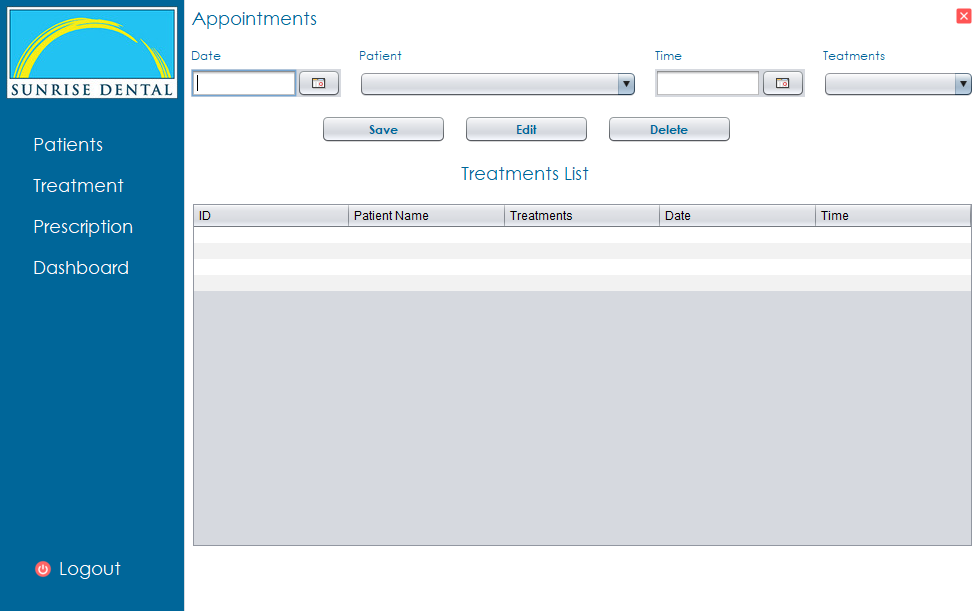 Appointments
Date Patient Time Teatments
SUNRISE DENTAL
Save Edit Delete
Patients
Treatments List
Treatment
ID Patient Name Treatments Date Time
Prescription
Dashboard
Logout